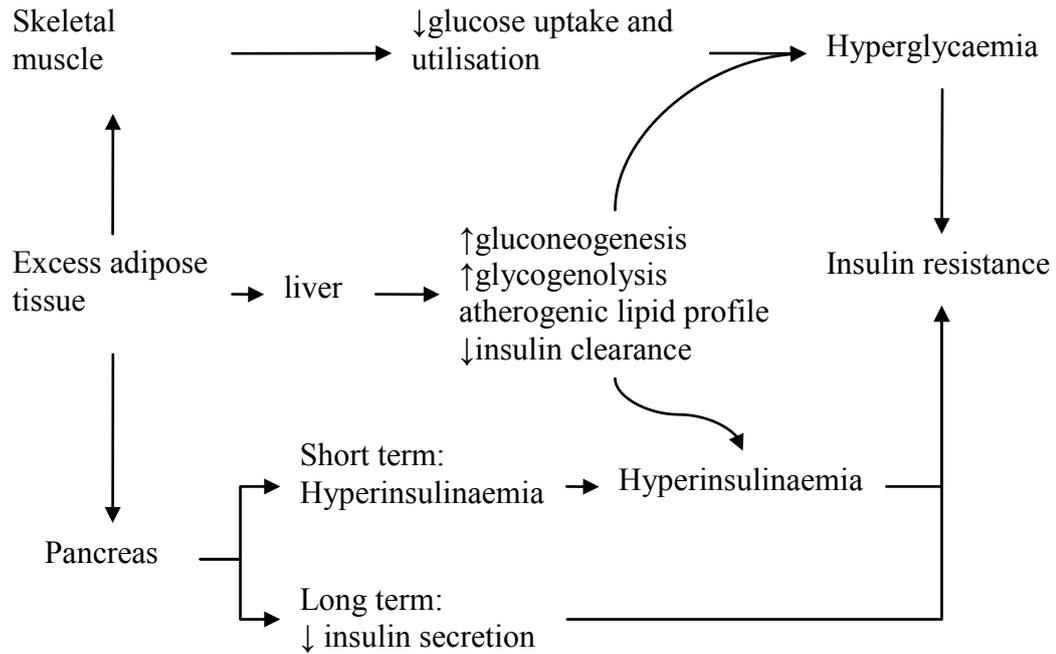 Skeletal
muscle
↓glucose uptake and
utilisation
Hyperglycaemia
Excess adipose
tissue
liver
↑gluconeogenesis
↑glycogenolysis
atherogenic lipid profile
↓insulin clearance
Insulin resistance
Short term:
Hyperinsulinaemia
Hyperinsulinaemia
Pancreas
Long term:
↓ insulin secretion